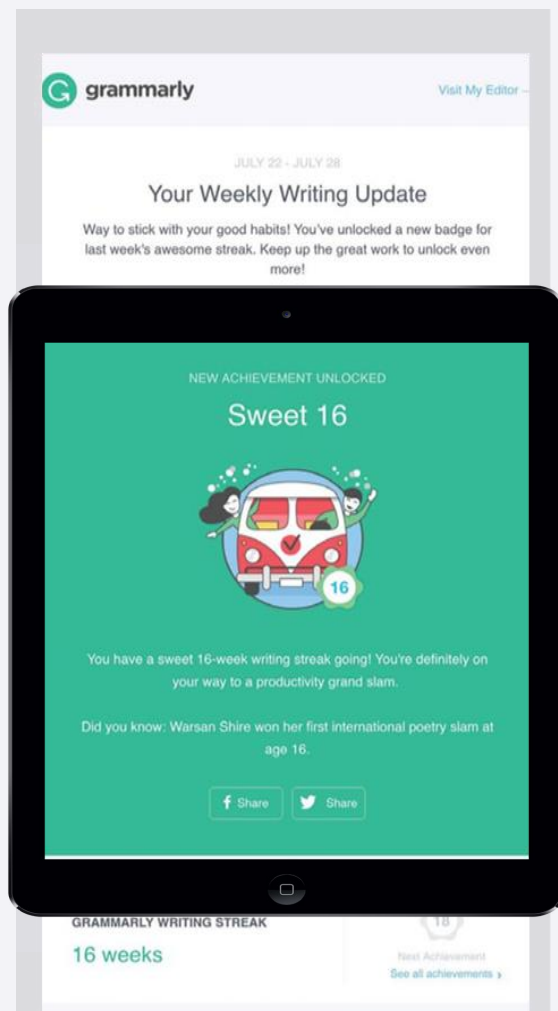 grammarly
Visit My Editor
JULY 22 - JULY 28
Your Weekly Writing Update
Way to stick with your good habits! You've unlocked a new badge for
last week's awesome streak. Keep up the great work to unlock even
more!
NEW ACHIEVEMENT UNLOCKED
Sweet 16
16
You have a sweet 16-week writing streak going! You're definitely on
your way to a productivity grand slam.
Did you know: Warsan Shire won her first international poetry slam at
age 16.
Share
Share
GRAMMARLY WRITING STREAK
16 weeks
18
Next Achievement
See all achievements ›